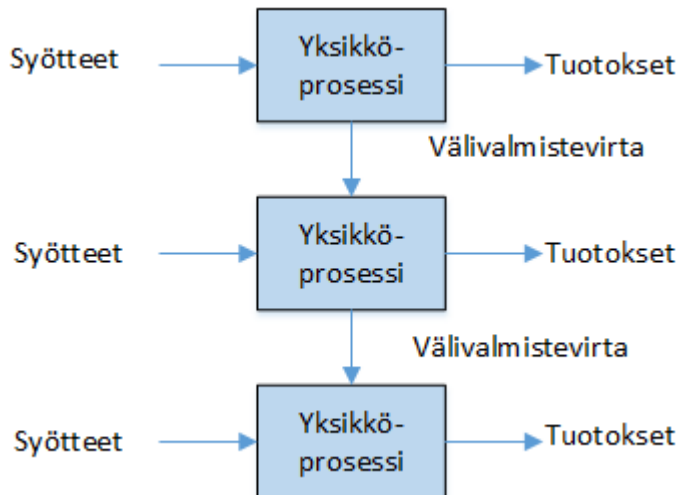 Syötteet
Yksikkö-
prosessi
Tuotokset
Välivalmistevirta
Syötteet
Yksikkö-
prosessi
Tuotokset
Välivalmistevirta
Syötteet
Yksikkö-
prosessi
Tuotokset